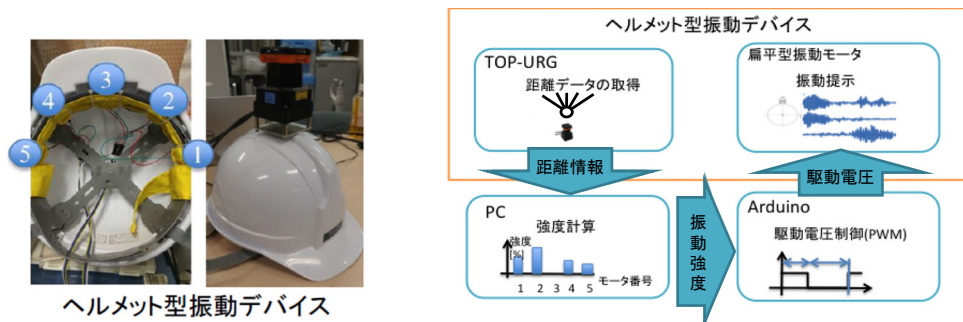 3
4
2
5
1
ヘルメット型振動デバイス
ヘルメット型振動デバイス
TOP-URG
距離データの取得
扁平型振動モータ
振動提示
距離情報
駆動電圧
PC
強度計算
強度
[%]
1 2 3 4 5
モータ番号
振動強度
Arduino
駆動電圧制御(PWM)